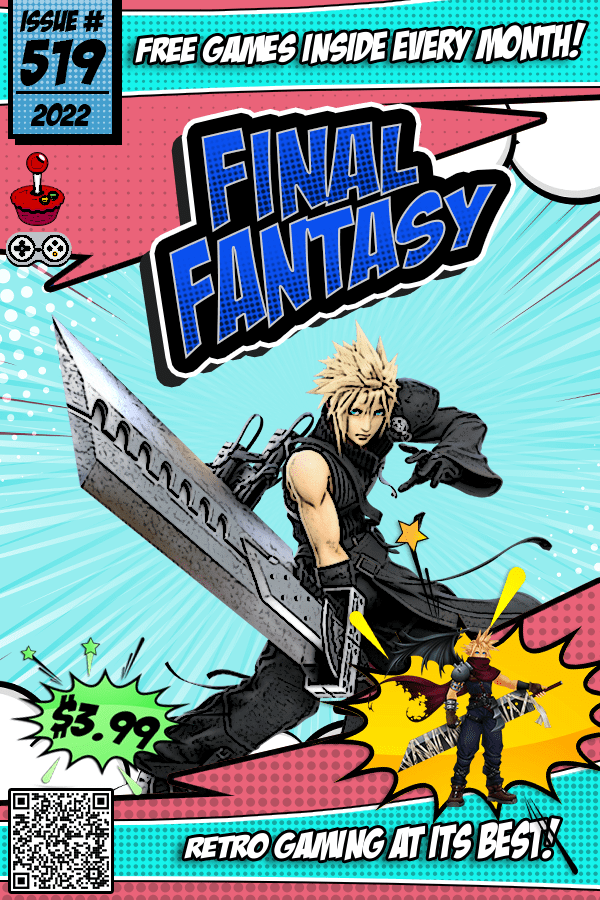 ISSUE #
519
2022
FREE GAMES INSIDE EVERY MONTH!
FINAL
FANTASY
$3.99
RETRO GAMING AT ITS BEST!